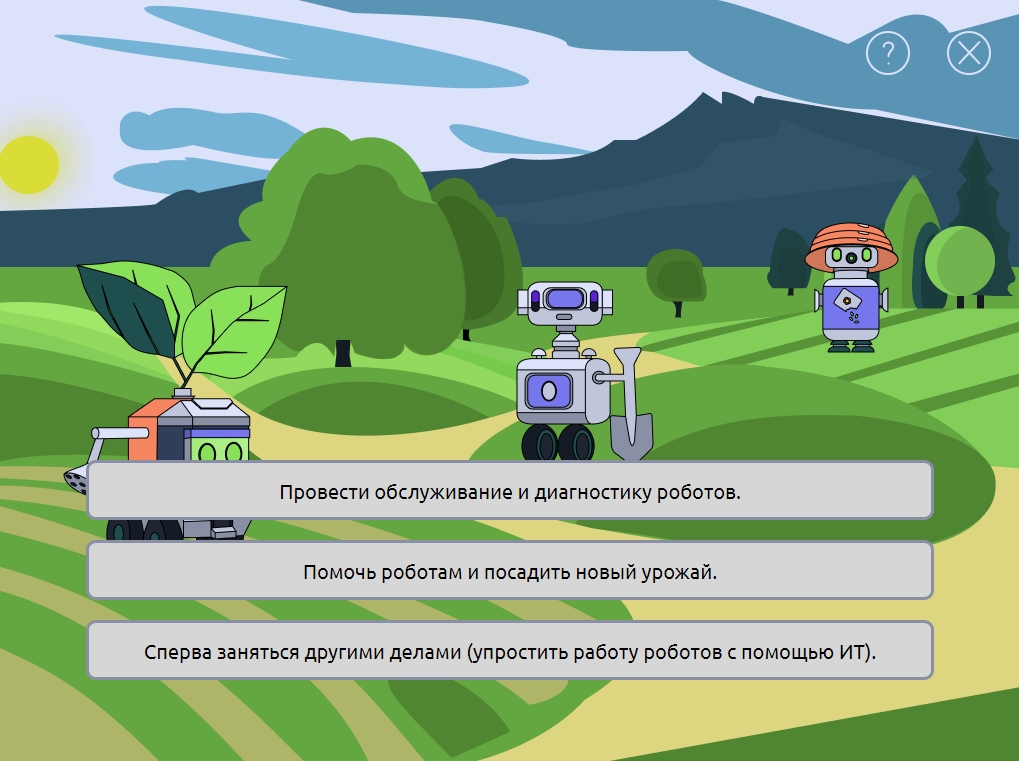 ?
Провести обслуживание и диагностику роботов.
Помочь роботам и посадить новый урожай.
Сперва заняться другими делами (упростить работу роботов с помощью ИТ).